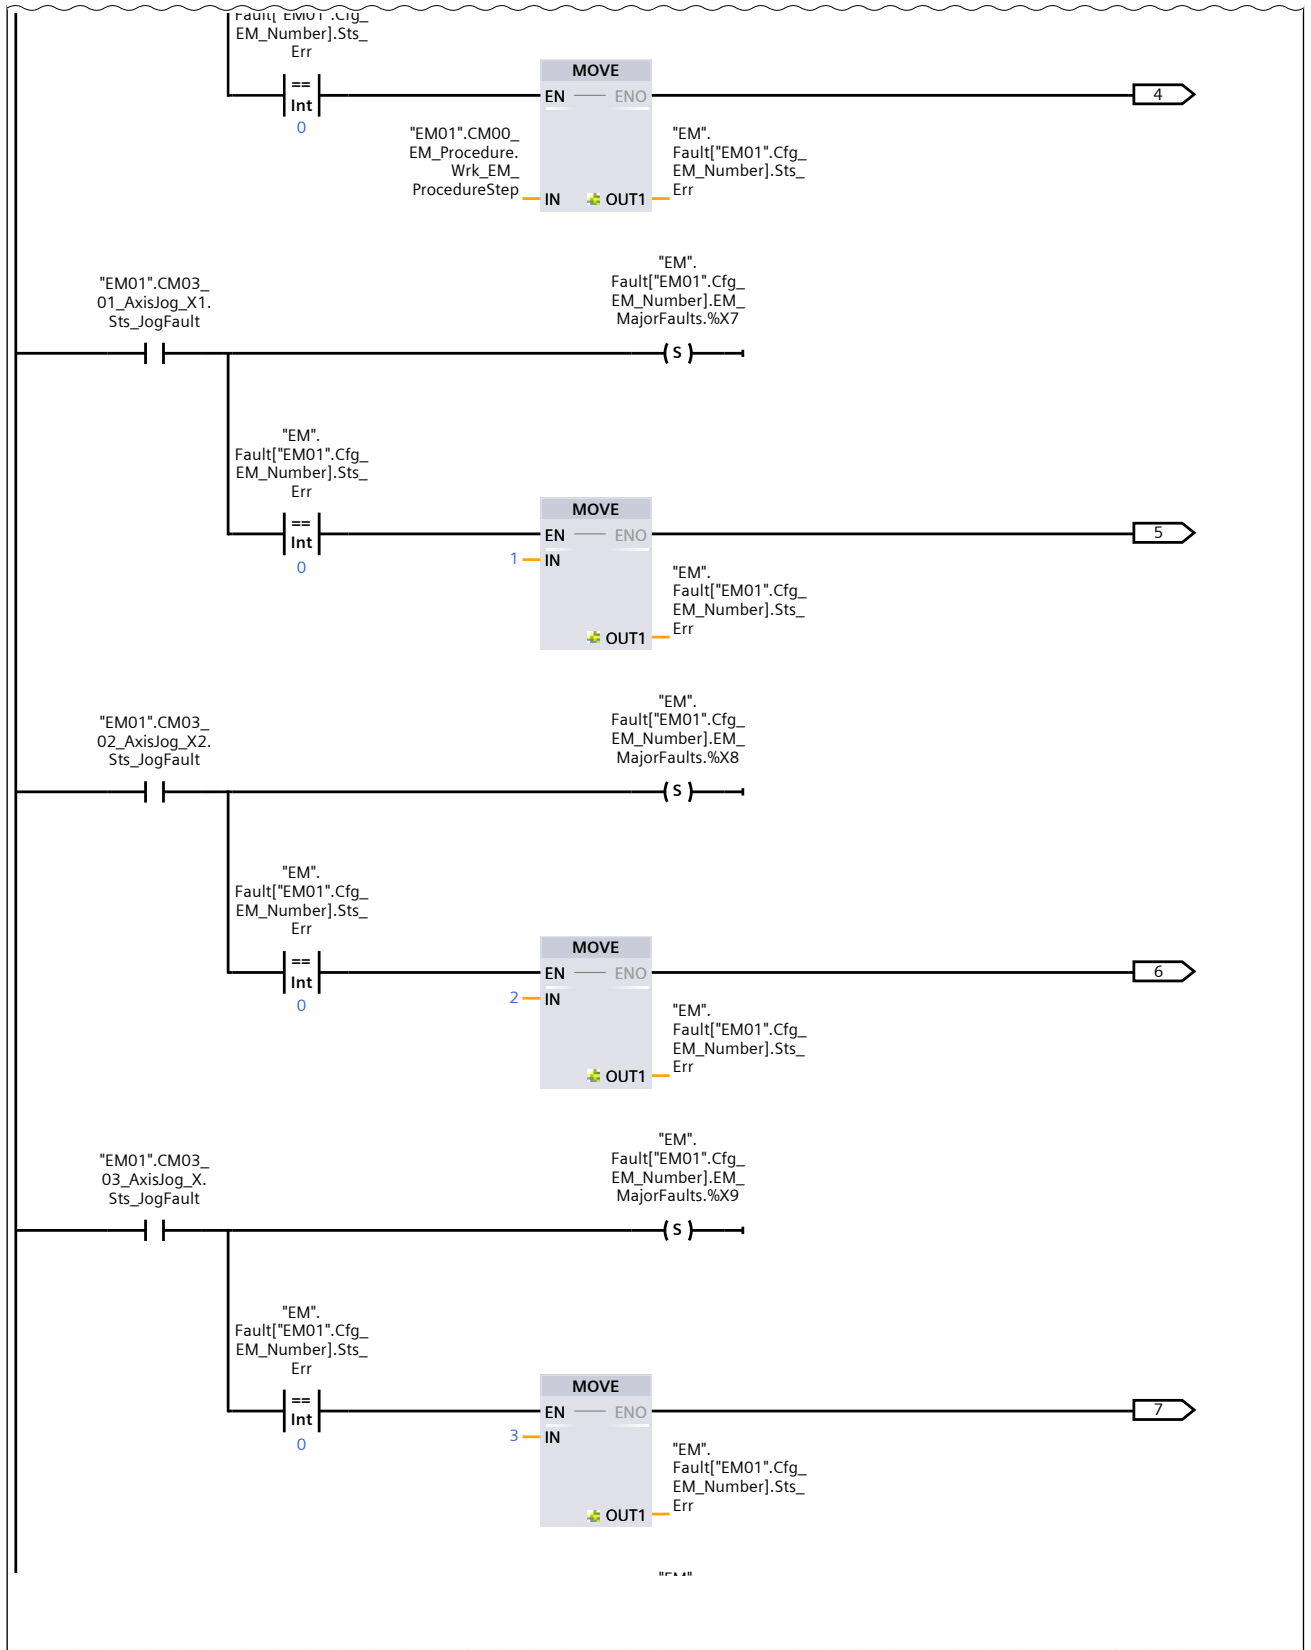 Fault["EM01".Cfg_
EM_Number].Sts_
Err
==
Int
0
MOVE
EN
ENO
"EM01".CM00_
EM_Procedure.
Wrk_EM_
ProcedureStep
IN
OUT1
"EM".
Fault["EM01".Cfg_
EM_Number].Sts_
Err
4
"EM01".CM03_
01_AxisJog_X1.
Sts_JogFault
"EM".
Fault["EM01".Cfg_
EM_Number].EM_
MajorFaults.%X7
S
"EM".
Fault["EM01".Cfg_
EM_Number].Sts_
Err
==
Int
0
MOVE
EN
ENO
1
IN
OUT1
"EM".
Fault["EM01".Cfg_
EM_Number].Sts_
Err
5
"EM01".CM03_
02_AxisJog_X2.
Sts_JogFault
"EM".
Fault["EM01".Cfg_
EM_Number].EM_
MajorFaults.%X8
S
"EM".
Fault["EM01".Cfg_
EM_Number].Sts_
Err
==
Int
0
MOVE
EN
ENO
2
IN
OUT1
"EM".
Fault["EM01".Cfg_
EM_Number].Sts_
Err
6
"EM01".CM03_
03_AxisJog_X.
Sts_JogFault
"EM".
Fault["EM01".Cfg_
EM_Number].EM_
MajorFaults.%X9
S
"EM".
Fault["EM01".Cfg_
EM_Number].Sts_
Err
==
Int
0
MOVE
EN
ENO
3
IN
OUT1
"EM".
Fault["EM01".Cfg_
EM_Number].Sts_
Err
7
"EM"